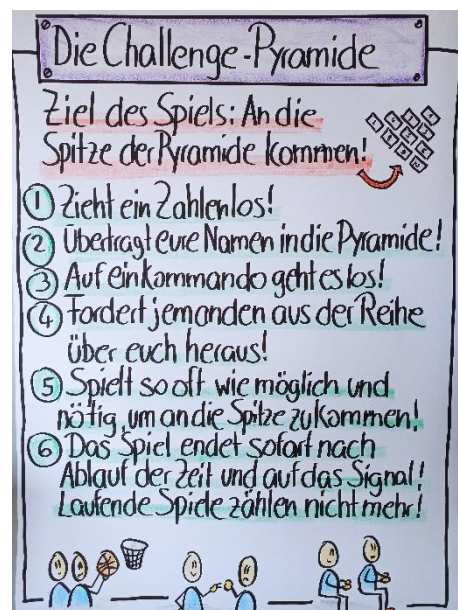 Die Challenge-Pyramide
Ziel des Spiels: An die
Spitze der Pyramide kommen!
1 Zieht ein Zahlenlos!
2 Übertragt eure Namen in die Pyramide!
3 Auf ein Kommando geht es los!
4 Fordert jemanden aus der Reihe
über euch heraus!
5 Spielt so oft wie möglich und
nötig, um an die Spitze zu kommen!
6 Das Spiel endet sofort nach
Ablauf der Zeit und auf das Signal!
Laufende Spiele zählen nicht mehr!